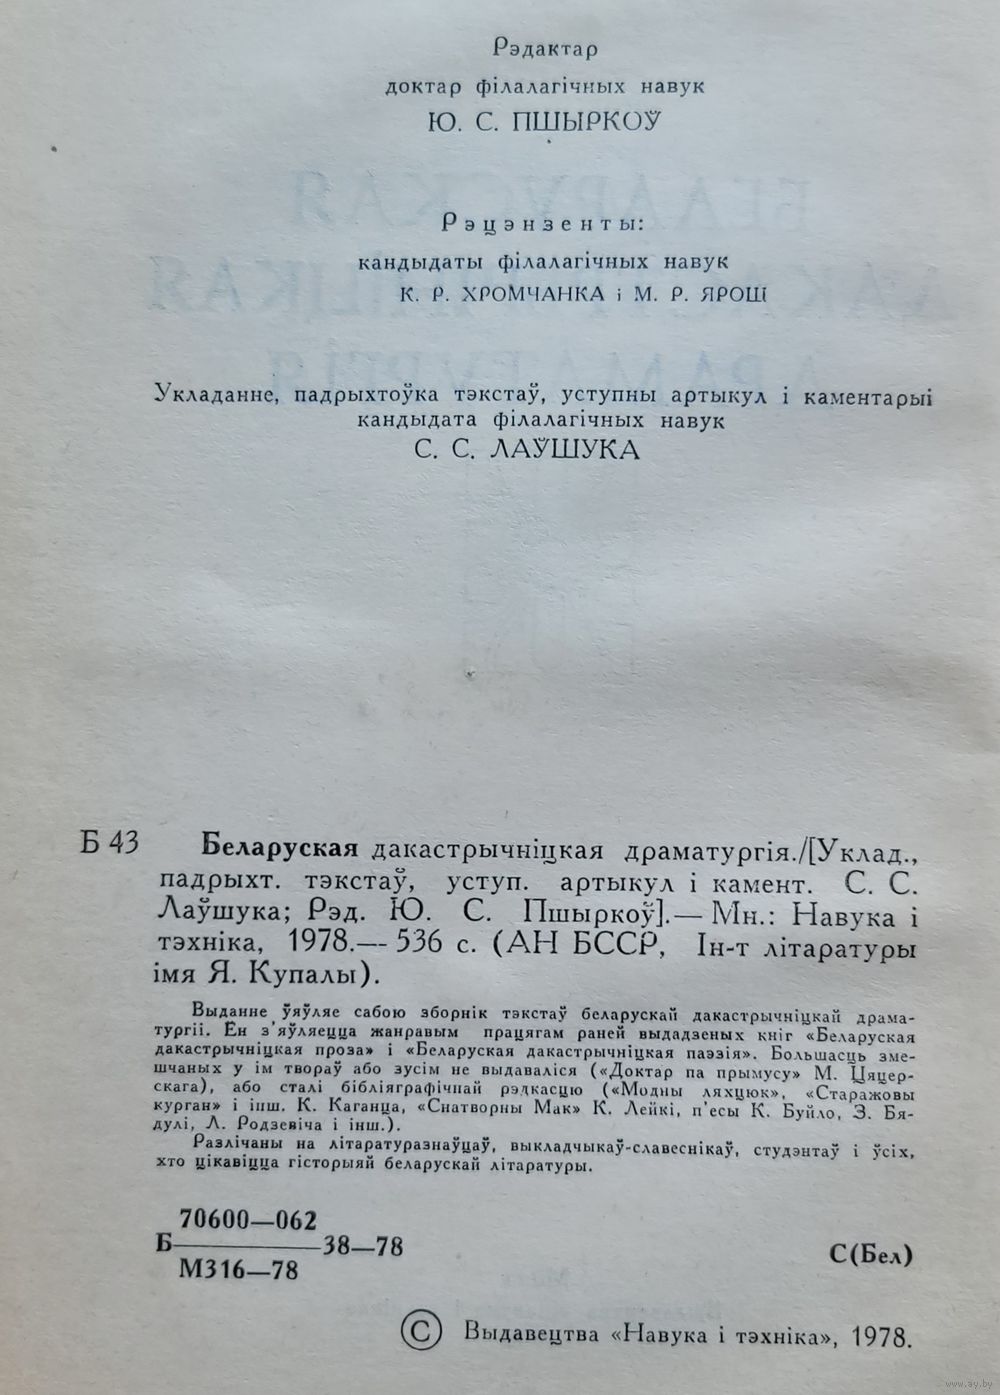 Рэдактар
доктар філалагічных навук
Ю. С. ПШЫРКОЎ
Рэцэнзенты:
кандыдаты філалагічных навук
К. Р. ХРОМЧАНКА і М. Р. ЯРОШ
Укладанне, падрыхтоўка тэкстаў, уступны артыкул і каментарыі
кандыдата філалагічных навук
С. С. ЛАЎШУКА
Б 43 Беларуская дакастрычніцкая драматургія./[Уклад.,
падрыхт. тэкстаў, уступ. артыкул і камент. С. С.
Лаўшука; Рэд. Ю. С. Пшыркоў].— Мн.: Навука і
тэхніка, 1978.— 536 с. (АН БССР, Ін-т літаратуры
імя Я. Купалы).
Выданне ўяўляе сабою зборнік тэкстаў беларускай дакастрычніцкай драма-
тургіі. Ён з'яўляецца жанравым працягам раней выдадзеных кніг «Беларуская
дакастрычніцкая проза» і «Беларуская дакастрычніцкая паэзія». Большасць зме-
шчаных у ім твораў або зусім не выдаваліся («Доктар па прымусу» М. Цяцер-
скага), або сталі бібліяграфічнай рэдкасцю («Модны ляхцюк», «Старажовы
курган» і інш. К. Каганца, «Снатворны Мак» К. Лейкі, п'есы К. Буйло, З. Бя-
дулі, Л. Родзевіча і інш.).
Разлічаны на літаратуразнаўцаў, выкладчыкаў-славеснікаў, студэнтаў і ўсіх,
хто цікавіцца гісторыяй беларускай літаратуры.
70600—062
Б————38—78
М316—78
С(Бел)
© Выдавецтва «Навука і тэхніка», 1978.
www.ay.by